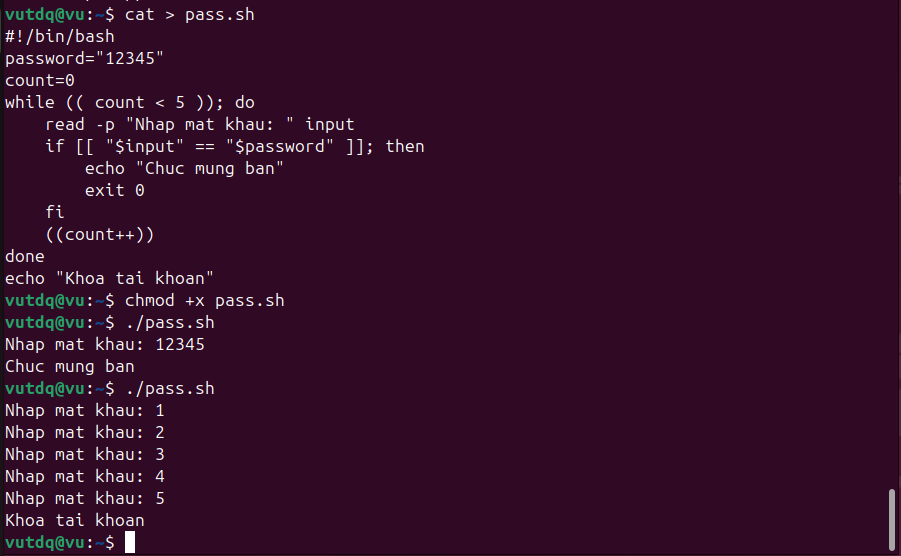 vutdq@vu:~$ cat > pass.sh
#!/bin/bash
password="12345"
count=0
while (( count < 5 )); do
    read -p "Nhap mat khau: " input
    if [[ "$input" == "$password" ]]; then
        echo "Chuc mung ban"
        exit 0
    fi
    ((count++))
done
echo "Khoa tai khoan"
vutdq@vu:~$ chmod +x pass.sh
vutdq@vu:~$ ./pass.sh
Nhap mat khau: 12345
Chuc mung ban
vutdq@vu:~$ ./pass.sh
Nhap mat khau: 1
Nhap mat khau: 2
Nhap mat khau: 3
Nhap mat khau: 4
Nhap mat khau: 5
Khoa tai khoan
vutdq@vu:~$